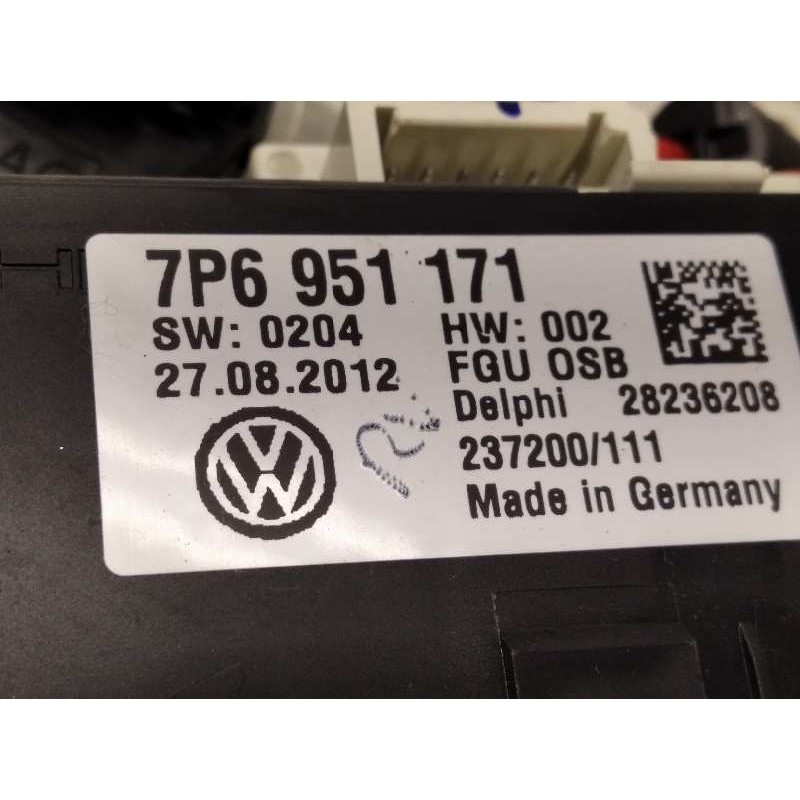 7P6 951 171
SW: 0204 HW: 002
27.08.2012 FGU OSB
Delphi 28236208
237200/111
Made in Germany